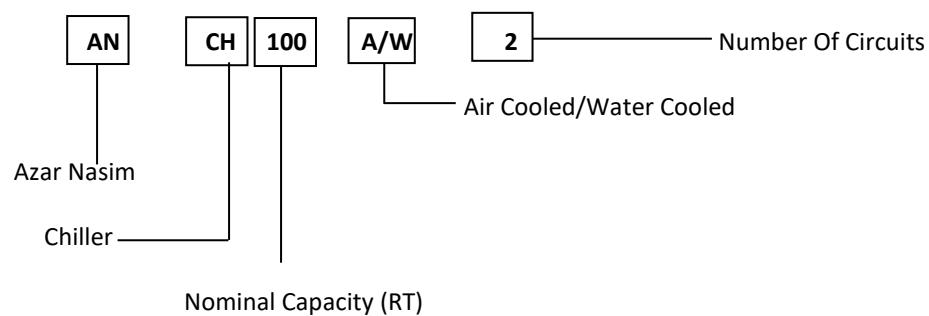 AN CH 100 A/W 2 Number Of Circuits
Air Cooled/Water Cooled
Azar Nasim
Chiller
Nominal Capacity (RT)